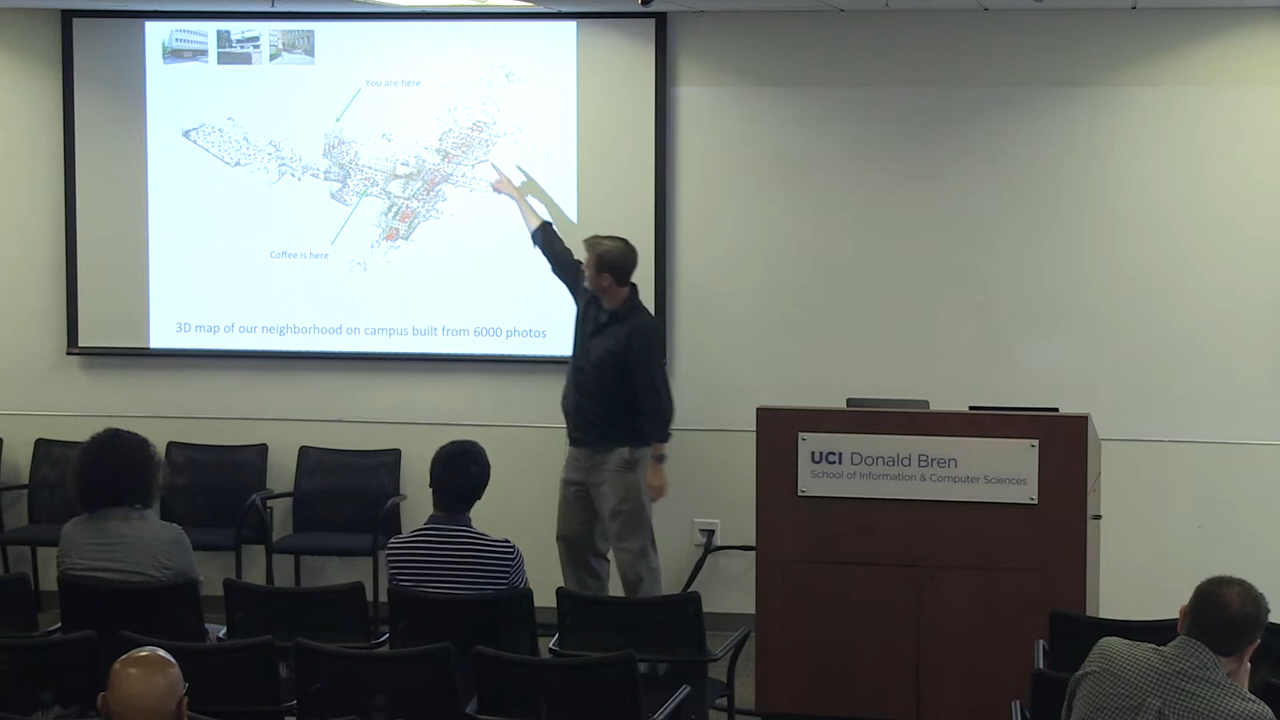 You are here
Coffee is here
3D map of our neighborhood on campus built from 6000 photos
UCI Donald Bren
School of Information & Computer Sciences